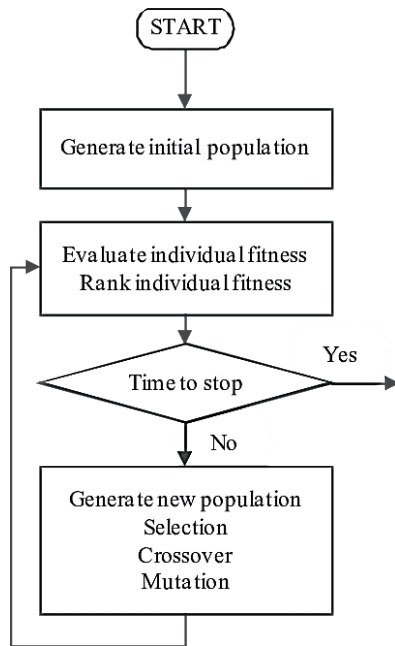 START
Generate initial population
Evaluate individual fitness
Rank individual fitness
Time to stop
Yes
No
Generate new population
Selection
Crossover
Mutation